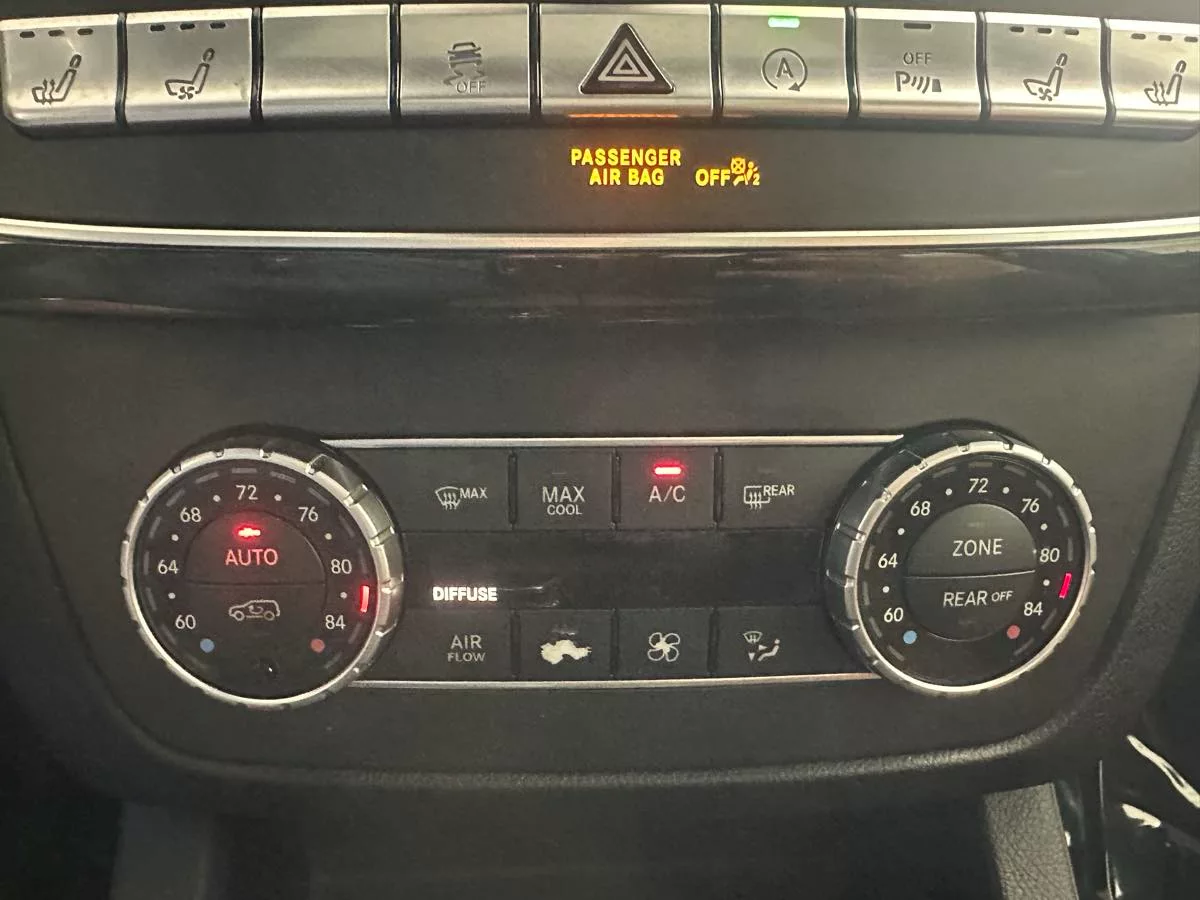 OFF
A
OFF
P
PASSENGER
AIR BAG OFF 2
72
68 76
64 80
60 84
AUTO
MAX
MAX
COOL
A/C
REAR
DIFFUSE
AIR
FLOW
72
68 76
64 80
60 84
ZONE
REAR OFF